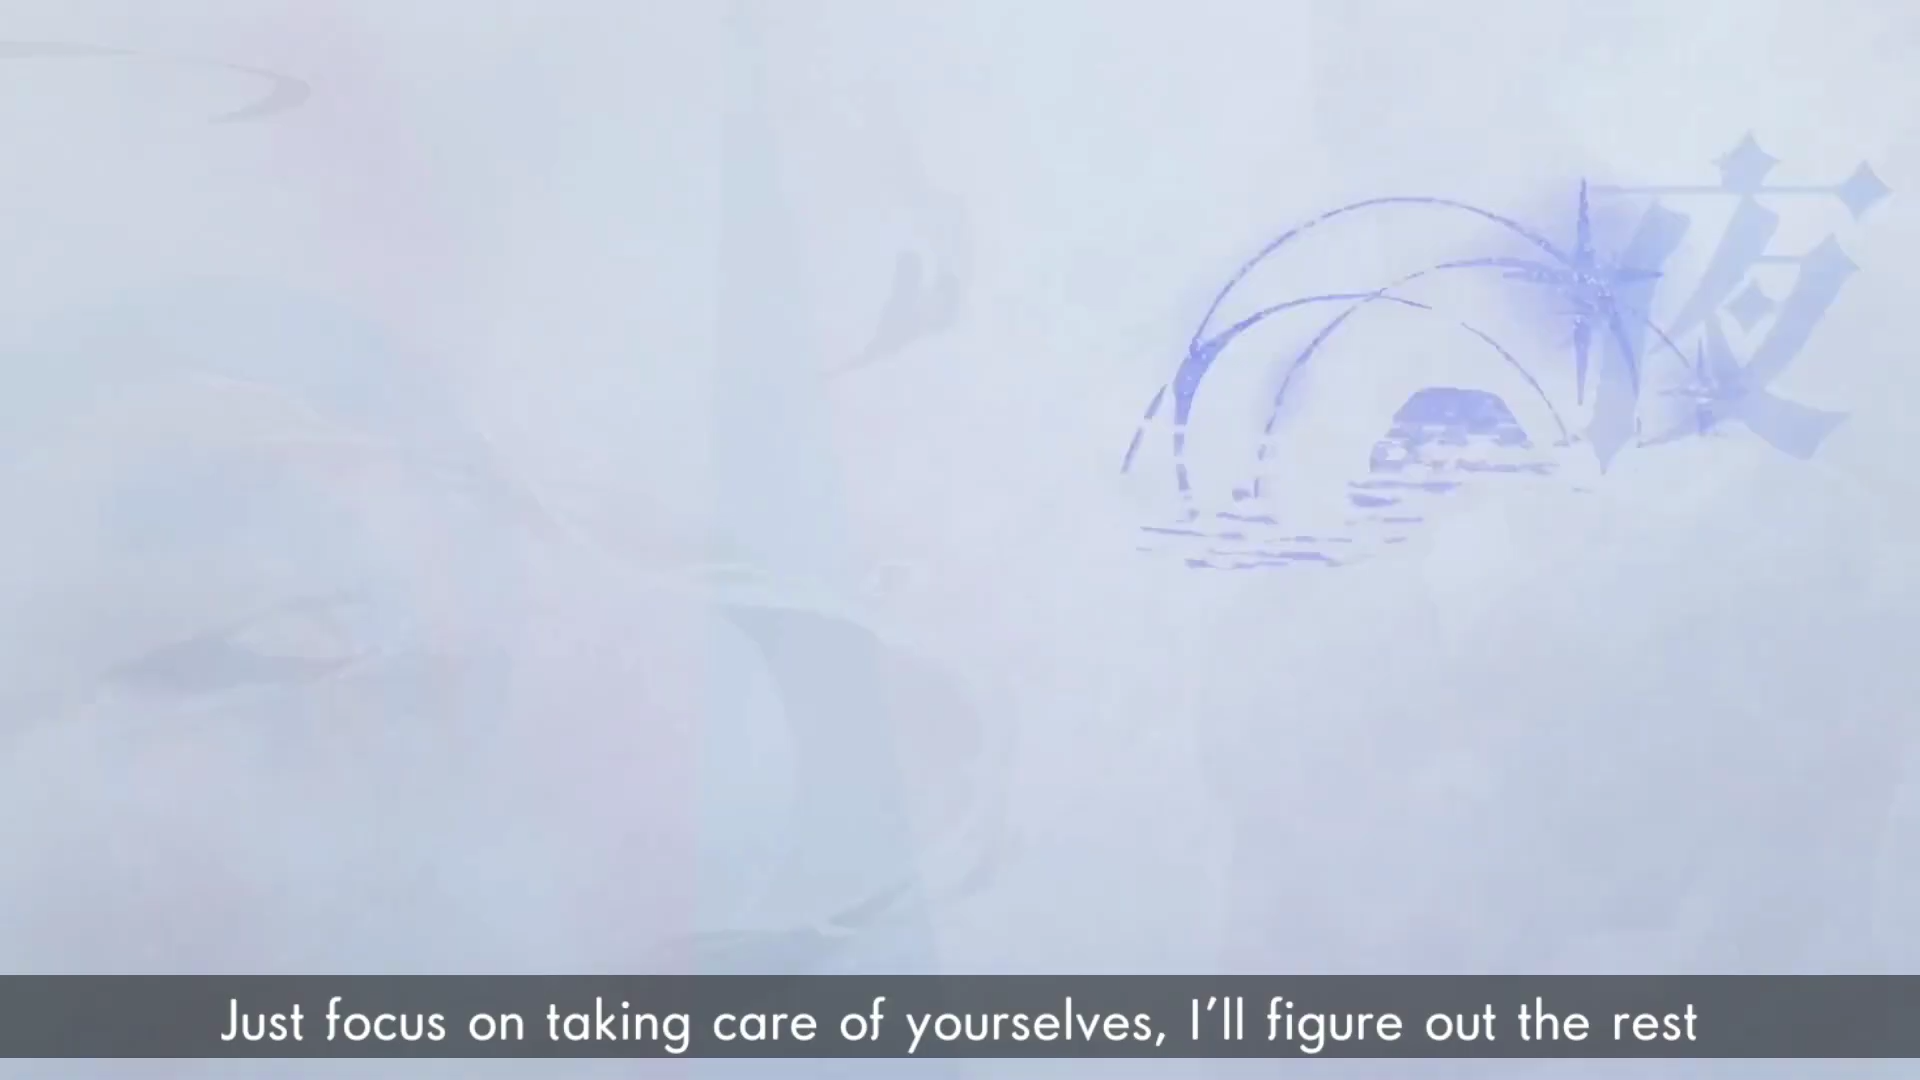 夜
Just focus on taking care of yourselves, I'll figure out the rest